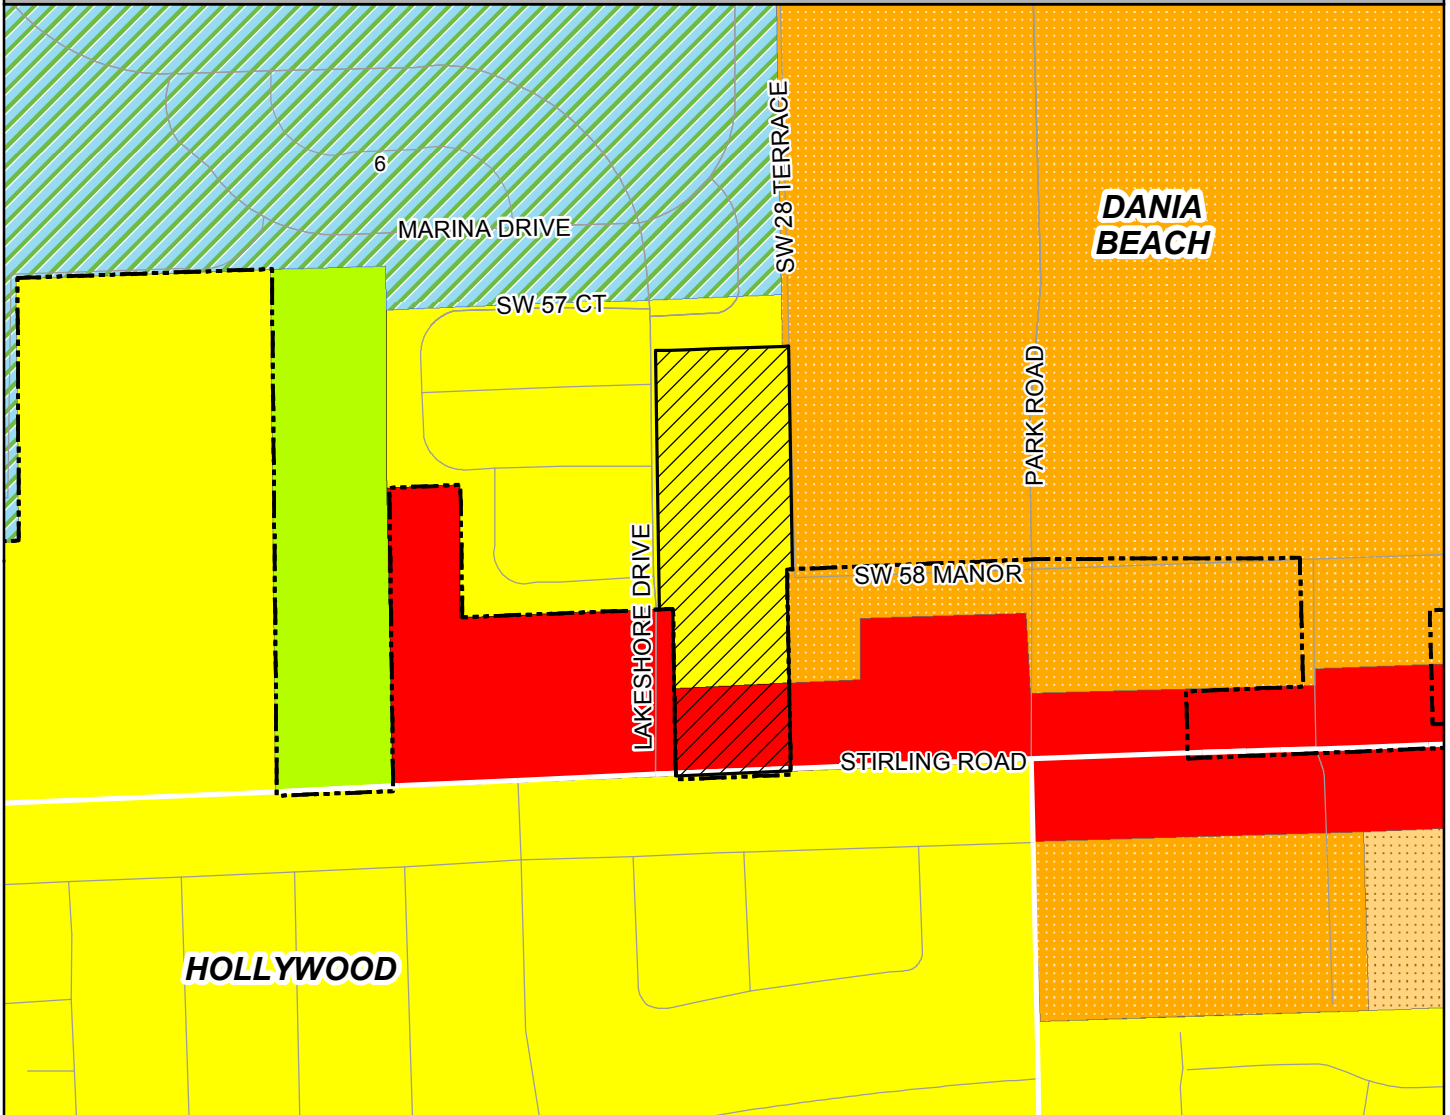 SW 28 TERRACE
6
DANIA
BEACH
MARINA DRIVE
SW 57 CT
PARK ROAD
LAKESHORE DRIVE
SW 58 MANOR
STIRLING ROAD
HOLLYWOOD